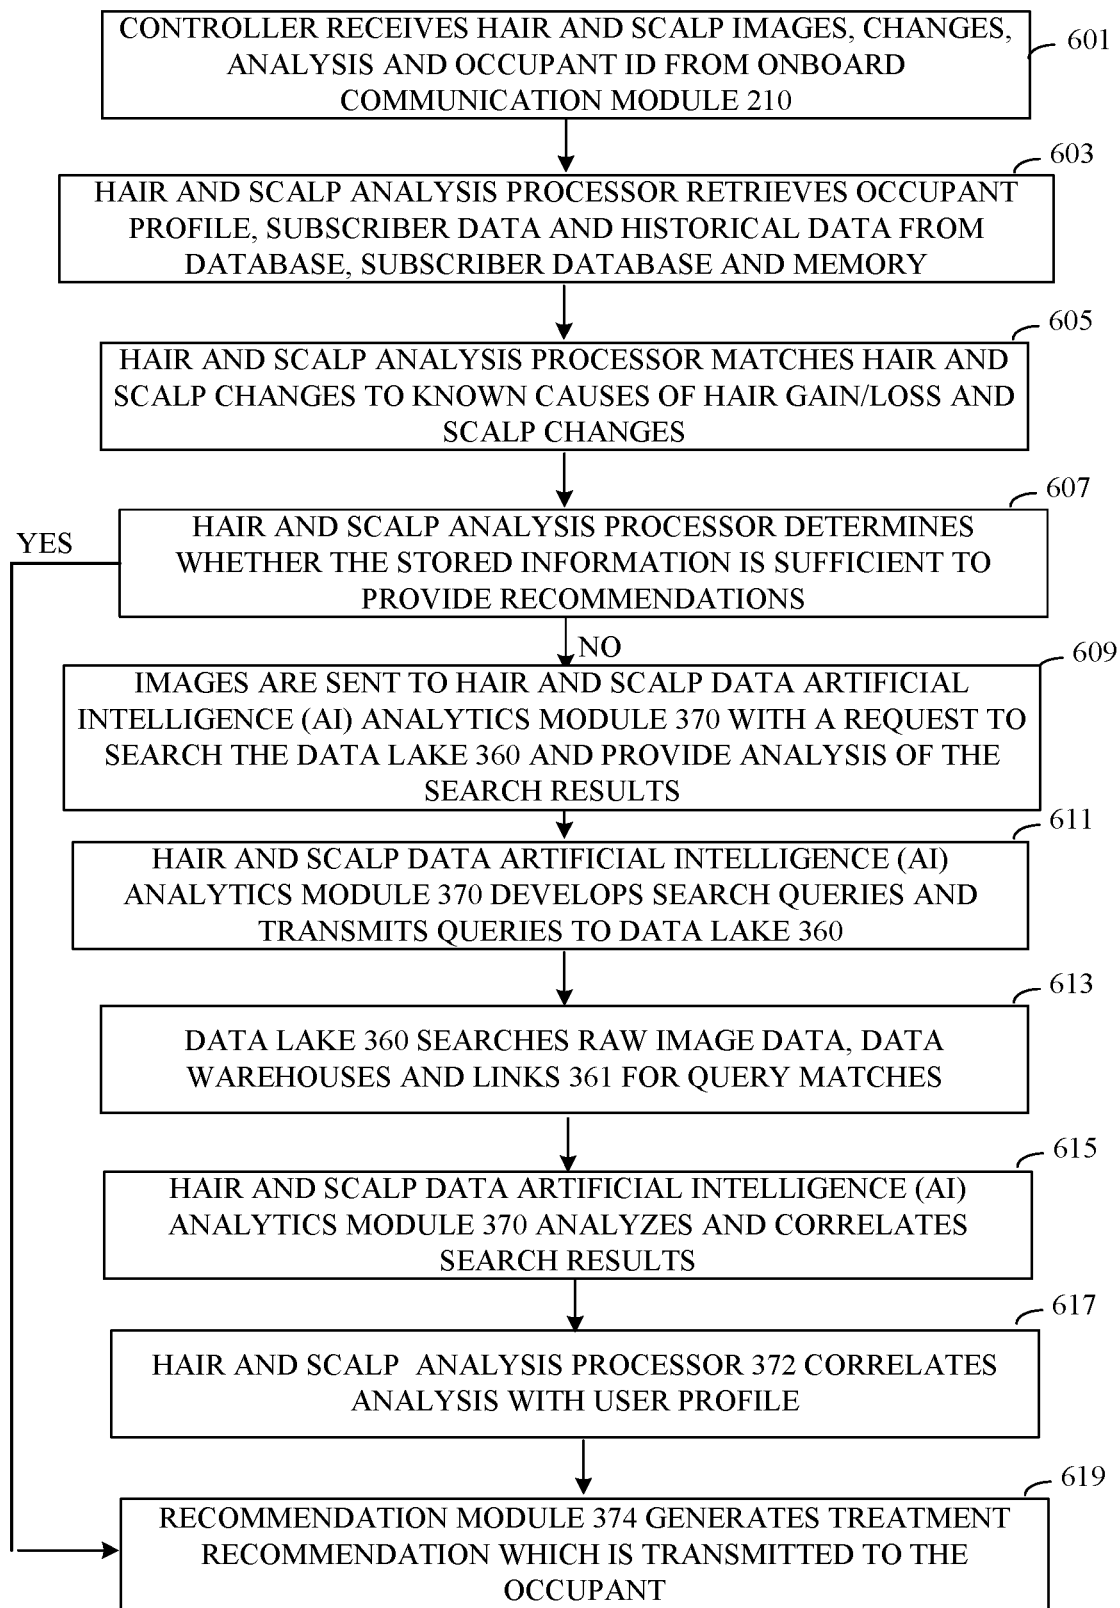 CONTROLLER RECEIVES HAIR AND SCALP IMAGES, CHANGES,
ANALYSIS AND OCCUPANT ID FROM ONBOARD
COMMUNICATION MODULE 210
601
603
HAIR AND SCALP ANALYSIS PROCESSOR RETRIEVES OCCUPANT
PROFILE, SUBSCRIBER DATA AND HISTORICAL DATA FROM
DATABASE, SUBSCRIBER DATABASE AND MEMORY
605
HAIR AND SCALP ANALYSIS PROCESSOR MATCHES HAIR AND
SCALP CHANGES TO KNOWN CAUSES OF HAIR GAIN/LOSS AND
SCALP CHANGES
607
HAIR AND SCALP ANALYSIS PROCESSOR DETERMINES
WHETHER THE STORED INFORMATION IS SUFFICIENT TO
PROVIDE RECOMMENDATIONS
YES
NO
609
IMAGES ARE SENT TO HAIR AND SCALP DATA ARTIFICIAL
INTELLIGENCE (AI) ANALYTICS MODULE 370 WITH A REQUEST TO
SEARCH THE DATA LAKE 360 AND PROVIDE ANALYSIS OF THE
SEARCH RESULTS
611
HAIR AND SCALP DATA ARTIFICIAL INTELLIGENCE (AI)
ANALYTICS MODULE 370 DEVELOPS SEARCH QUERIES AND
TRANSMITS QUERIES TO DATA LAKE 360
613
DATA LAKE 360 SEARCHES RAW IMAGE DATA, DATA
WAREHOUSES AND LINKS 361 FOR QUERY MATCHES
615
HAIR AND SCALP DATA ARTIFICIAL INTELLIGENCE (AI)
ANALYTICS MODULE 370 ANALYZES AND CORRELATES
SEARCH RESULTS
617
HAIR AND SCALP ANALYSIS PROCESSOR 372 CORRELATES
ANALYSIS WITH USER PROFILE
619
RECOMMENDATION MODULE 374 GENERATES TREATMENT
RECOMMENDATION WHICH IS TRANSMITTED TO THE
OCCUPANT